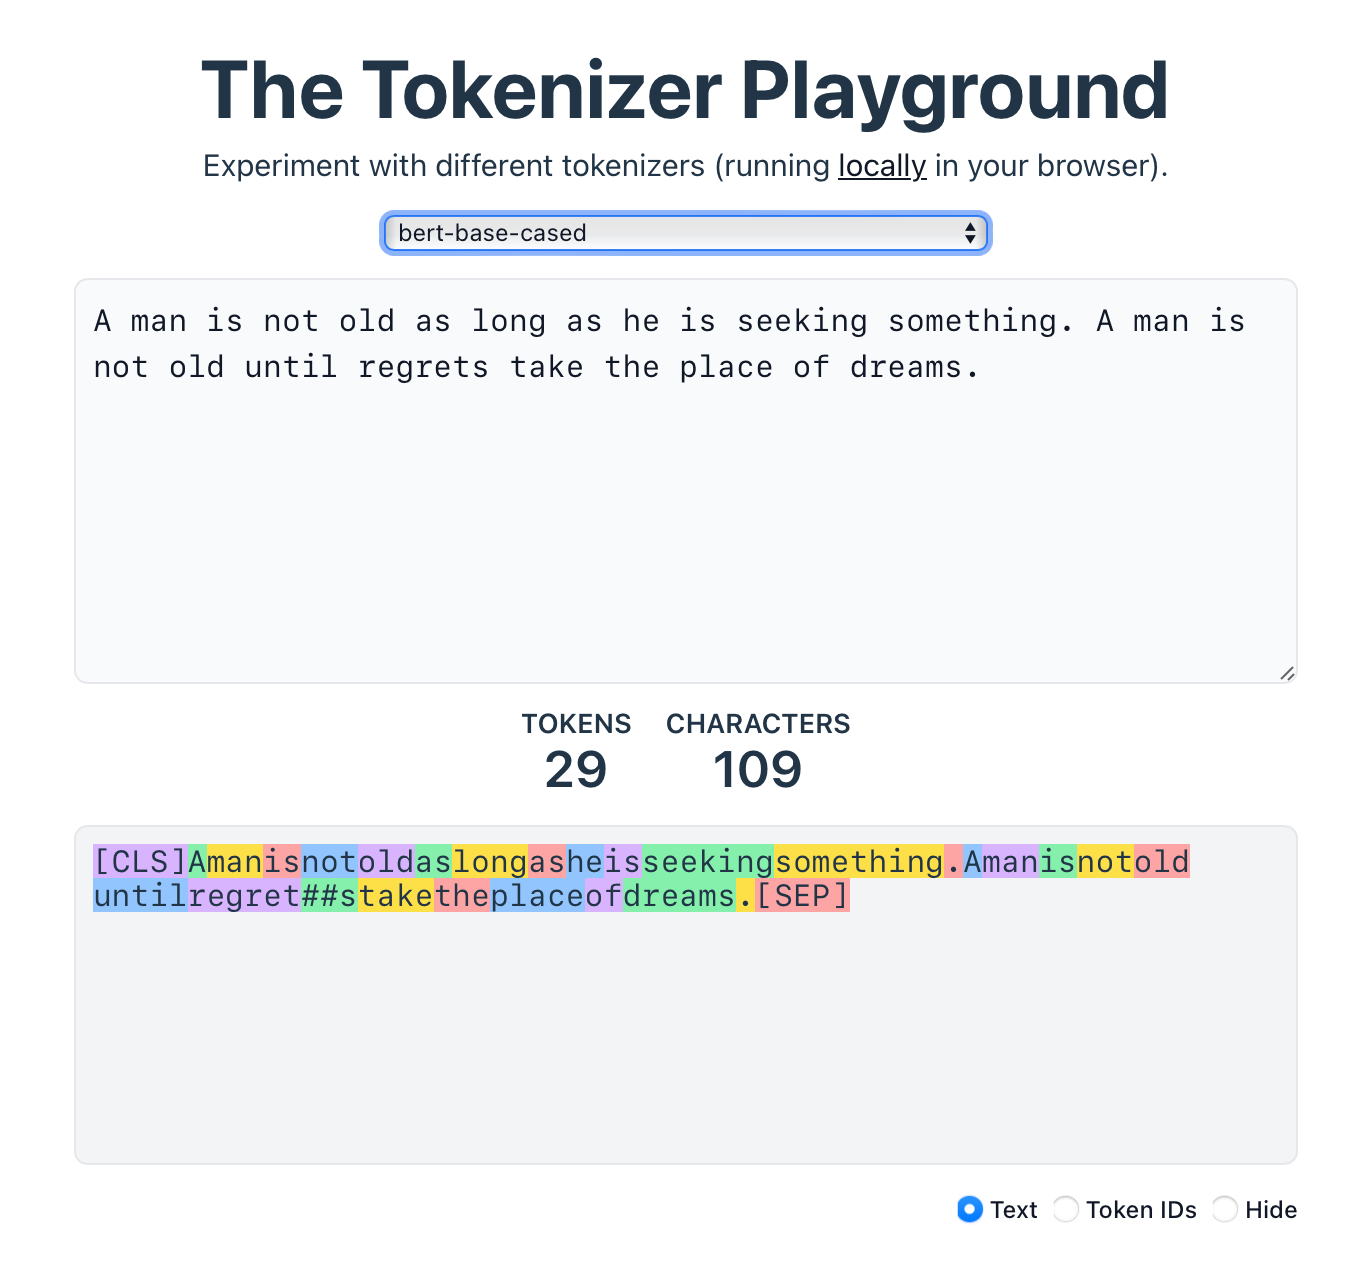 The Tokenizer Playground
Experiment with different tokenizers (running locally in your browser).
bert-base-cased
A man is not old as long as he is seeking something. A man is
not old until regrets take the place of dreams.
TOKENS CHARACTERS
29 109
[CLS]Amanisnotoldaslongasheisseekingsomething.Amanisnotold
untilregret##staketheplaceofdreams.[SEP]
Text Token IDs Hide